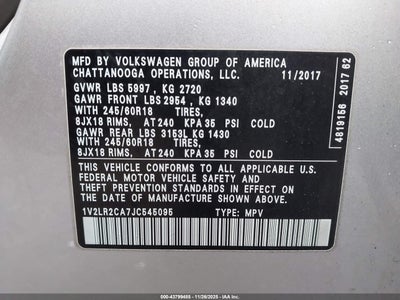 MFD BY VOLKSWAGEN GROUP OF AMERICA
CHATTANOOGA OPERATIONS, LLC. 11/2017
GVWR LBS 5997, KG 2720
GAWR FRONT LBS 2954, KG 1340
WITH 245/60R18 TIRES,
8JX18 RIMS, AT 240 KPA 35 PSI COLD
GAWR REAR LBS 3153L KG 1430
WITH 245/60R18 TIRES,
8JX18 RIMS, AT 240 KPA 35 PSI COLD
THIS VEHICLE CONFORMS TO ALL APPLICABLE U.S.
FEDERAL MOTOR VEHICLE SAFETY AND
THEFT PREVENTION STANDARDS IN EFFECT ON THE
DATE OF MANUFACTURE SHOWN ABOVE.
1V2LR2CA7JC545095 TYPE: MPV
4819156 2017 62
000-43799485 - 11/26/2025 - IAAI.COM